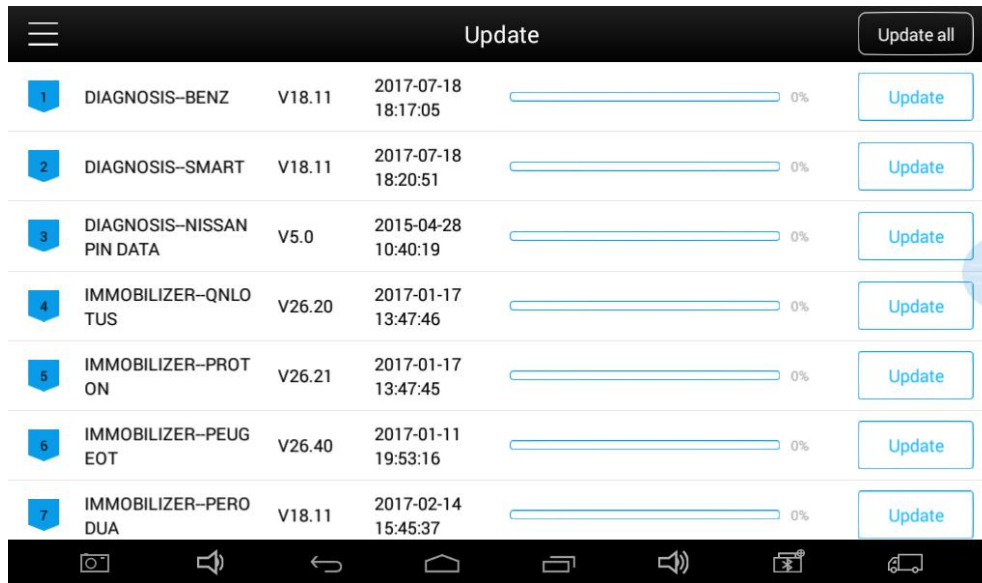 Update
Update all
1 DIAGNOSIS--BENZ V18.11 2017-07-18
18:17:05 0% Update
2 DIAGNOSIS--SMART V18.11 2017-07-18
18:20:51 0% Update
3 DIAGNOSIS--NISSAN
PIN DATA V5.0 2015-04-28
10:40:19 0% Update
4 IMMOBILIZER--QNLO
TUS V26.20 2017-01-17
13:47:46 0% Update
5 IMMOBILIZER--PROT
ON V26.21 2017-01-17
13:47:45 0% Update
6 IMMOBILIZER--PEUG
EOT V26.40 2017-01-11
19:53:16 0% Update
7 IMMOBILIZER--PERO
DUA V18.11 2017-02-14
15:45:37 0% Update